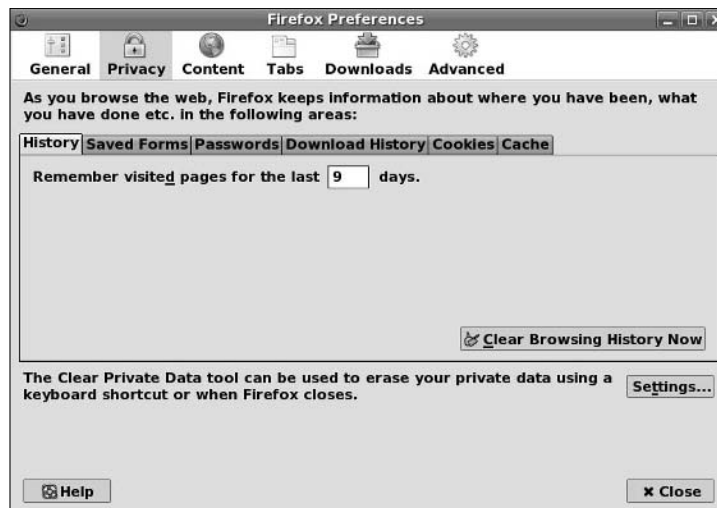 Firefox Preferences
General Privacy Content Tabs Downloads Advanced
As you browse the web, Firefox keeps information about where you have been, what
you have done etc. in the following areas:
History Saved Forms Passwords Download History Cookies Cache
Remember visited pages for the last 9 days.
Clear Browsing History Now
The Clear Private Data tool can be used to erase your private data using a
keyboard shortcut or when Firefox closes.
Settings...
Help
Close